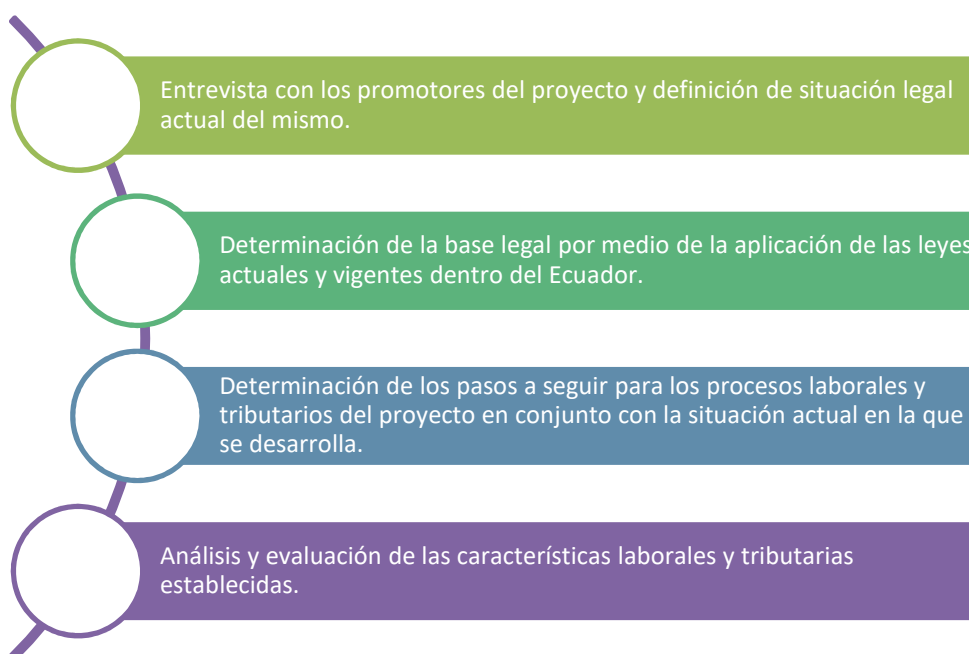 Entrevista con los promotores del proyecto y definición de situación legal
actual del mismo.
Determinación de la base legal por medio de la aplicación de las leyes
actuales y vigentes dentro del Ecuador.
Determinación de los pasos a seguir para los procesos laborales y
tributarios del proyecto en conjunto con la situación actual en la que
se desarrolla.
Análisis y evaluación de las características laborales y tributarias
establecidas.